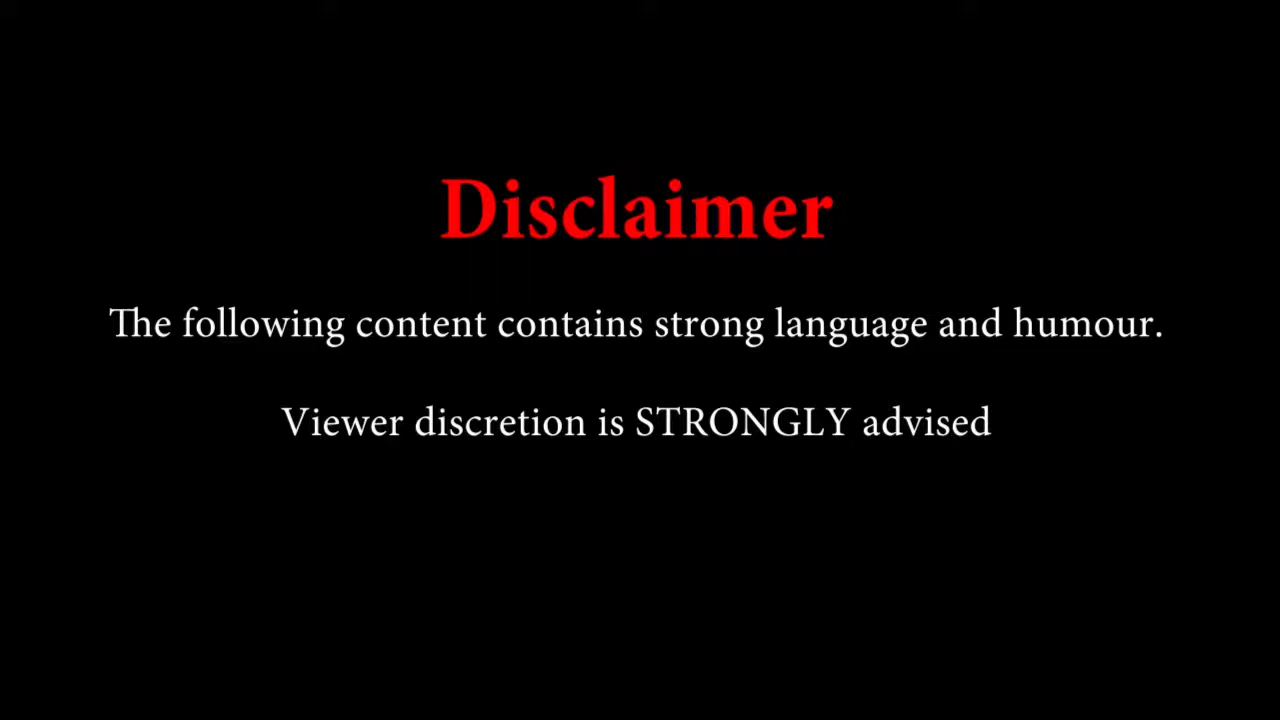 Disclaimer
The following content contains strong language and humour.
Viewer discretion is STRONGLY advised